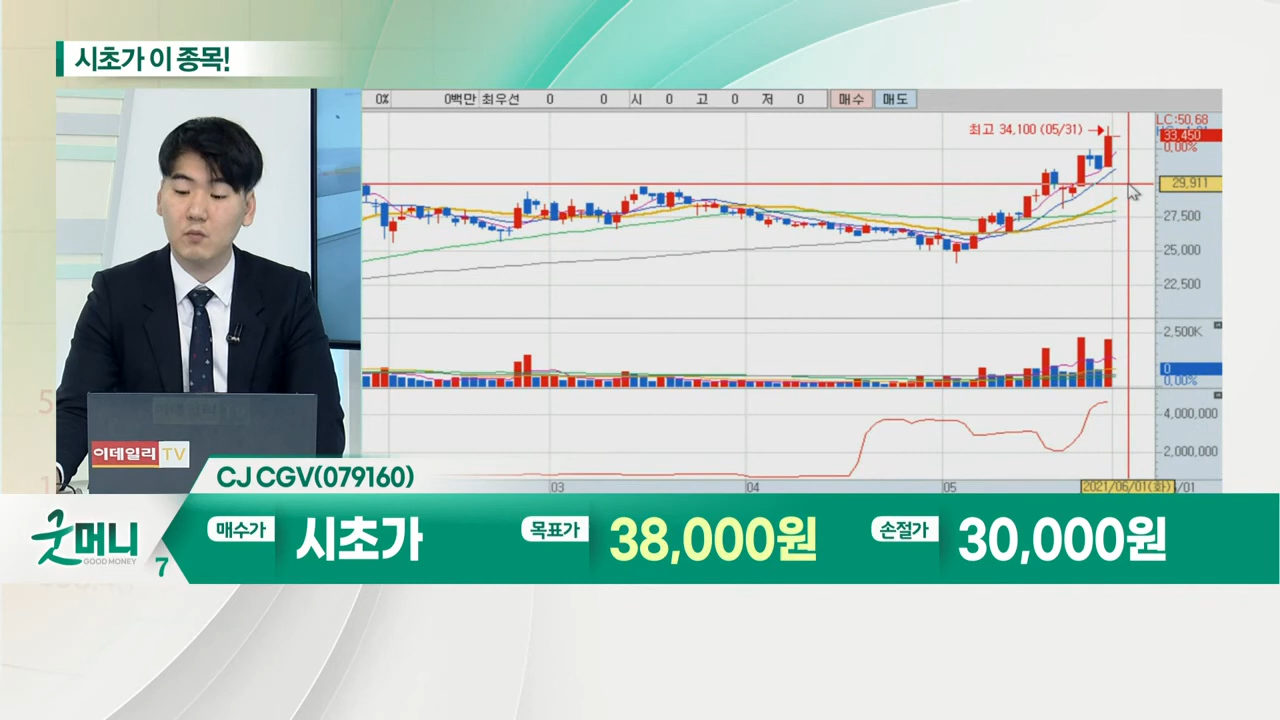 시초가 이 종목!
0% 0백만 최우선 0 0 시 0 고 0 저 0 매수 매도
최고 34,100 (05/31)
LC:50.68
33,450
0.00%
29,911
27,500
25,000
22,500
2,500K
0
0.00%
4,000,000
2,000,000
03 04 05 2021/06/01(화) /01
이데일리 TV
CJ CGV(079160)
굿머니
GOOD MONEY
7
매수가 시초가 목표가 38,000원 손절가 30,000원